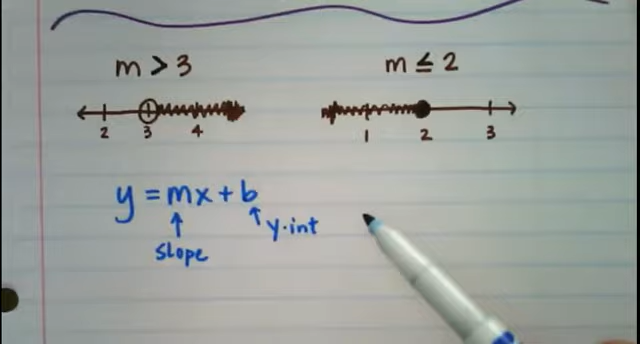 m > 3
m ≤ 2
2 3 4
1 2 3
y = mx + b
y-int
slope